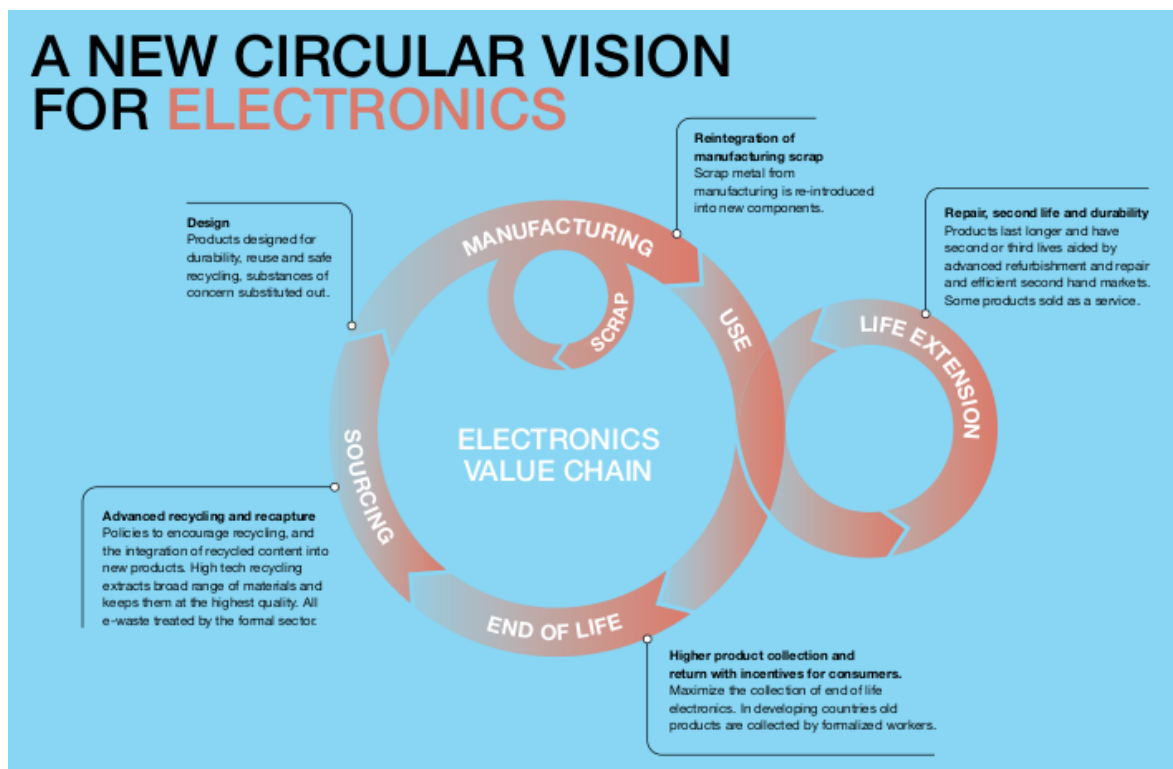 A NEW CIRCULAR VISION
FOR ELECTRONICS
Reintegration of
manufacturing scrap
Scrap metal from
manufacturing is re-introduced
into new components.
Design
Products designed for
durability, reuse and safe
recycling, substances of
concern substituted out.
Repair, second life and durability
Products last longer and have
second or third lives aided by
advanced refurbishment and repair
and efficient second hand markets.
Some products sold as a service.
MANUFACTURING
SCRAP
USE
LIFE EXTENSION
ELECTRONICS
VALUE CHAIN
SOURCING
Advanced recycling and recapture
Policies to encourage recycling, and
the integration of recycled content into
new products. High tech recycling
extracts broad range of materials and
keeps them at the highest quality. All
e-waste treated by the formal sector.
END OF LIFE
Higher product collection and
return with incentives for consumers.
Maximize the collection of end of life
electronics. In developing countries old
products are collected by formalized workers.